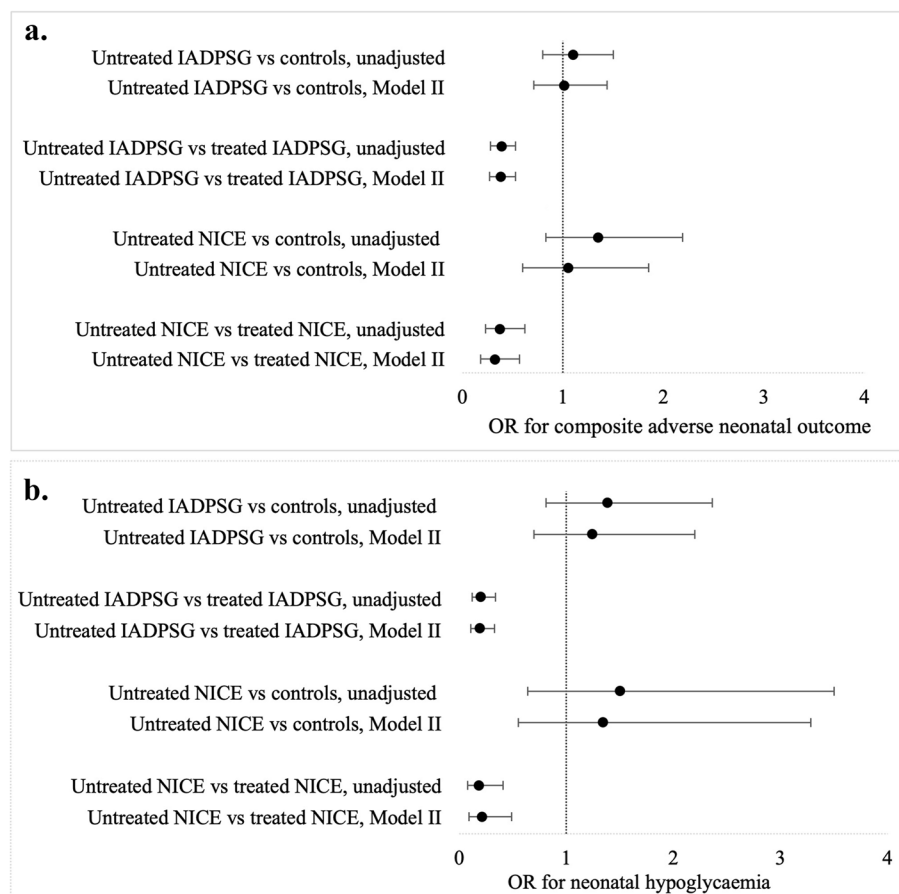 a.
Untreated IADPSG vs controls, unadjusted
Untreated IADPSG vs controls, Model II
Untreated IADPSG vs treated IADPSG, unadjusted
Untreated IADPSG vs treated IADPSG, Model II
Untreated NICE vs controls, unadjusted
Untreated NICE vs controls, Model II
Untreated NICE vs treated NICE, unadjusted
Untreated NICE vs treated NICE, Model II
0 1 2 3 4
OR for composite adverse neonatal outcome
b.
Untreated IADPSG vs controls, unadjusted
Untreated IADPSG vs controls, Model II
Untreated IADPSG vs treated IADPSG, unadjusted
Untreated IADPSG vs treated IADPSG, Model II
Untreated NICE vs controls, unadjusted
Untreated NICE vs controls, Model II
Untreated NICE vs treated NICE, unadjusted
Untreated NICE vs treated NICE, Model II
0 1 2 3 4
OR for neonatal hypoglycaemia